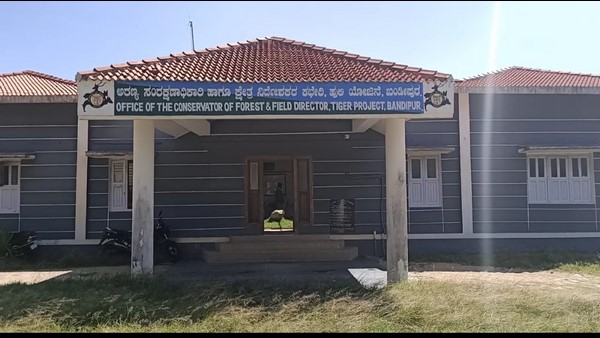 ಅರಣ್ಯ ಸಂರಕ್ಷಣಾಧಿಕಾರಿ ಹಾಗೂ ಕ್ಷೇತ್ರ ನಿರ್ದೇಶಕರ ಕಛೇರಿ, ಹುಲಿ ಯೋಜನೆ, ಬಂಡೀಪುರ
OFFICE OF THE CONSERVATOR OF FOREST & FIELD DIRECTOR, TIGER PROJECT, BANDIPUR